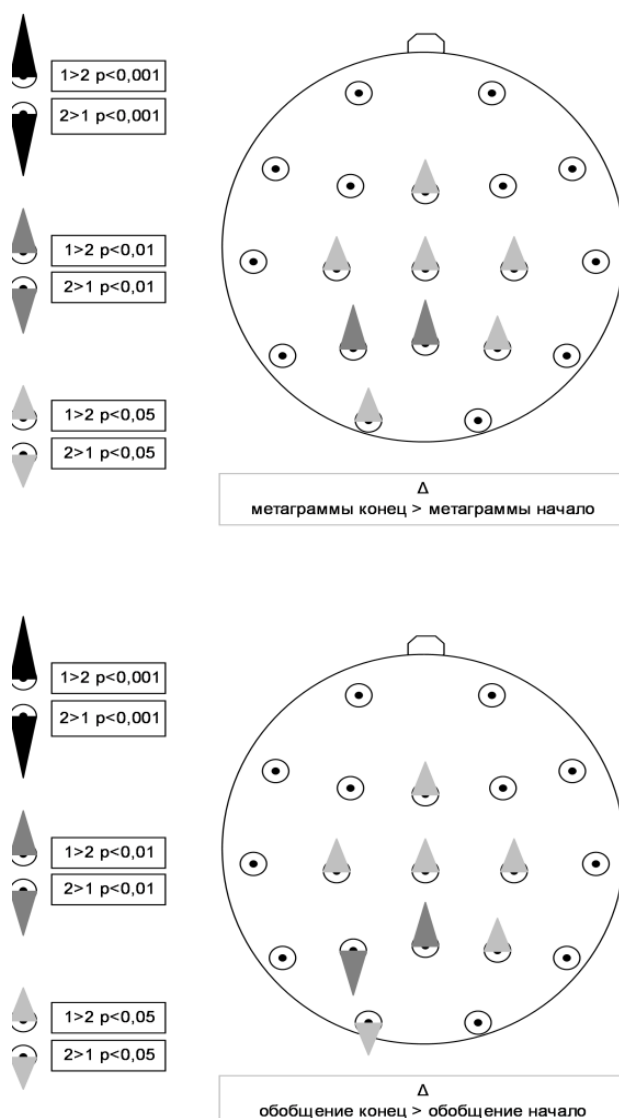 1>2 p<0,001
2>1 p<0,001
1>2 p<0,01
2>1 p<0,01
1>2 p<0,05
2>1 p<0,05
Δ
метаграммы конец > метаграммы начало
1>2 p<0,001
2>1 p<0,001
1>2 p<0,01
2>1 p<0,01
1>2 p<0,05
2>1 p<0,05
Δ
обобщение конец > обобщение начало